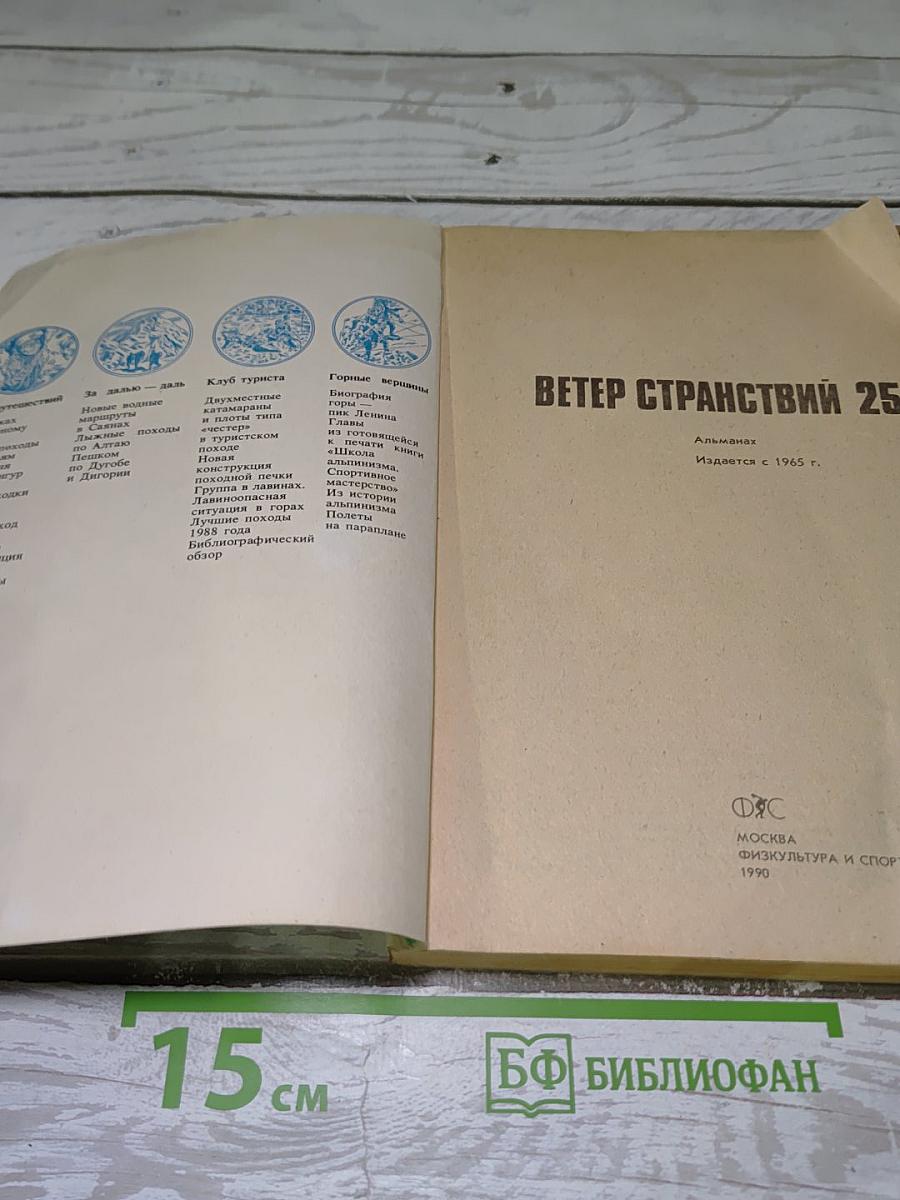 За далью — даль
Новые водные
маршруты
в Саянах
Лыжные походы
по Алтаю
Пешком
по Дугобе
и Дигории
Клуб туриста
Двухместные
катамараны
и плоты типа
«честер»
в туристском
походе
Новая
конструкция
походной печки
Группа в лавинах.
Лавиноопасная
ситуация в горах
Лучшие походы
1988 года
Библиографический
обзор
Горные вершины
Биография
горы —
пик Ленина
Главы
из готовящейся
к печати книги
«Школа
альпинизма.
Спортивное
мастерство»
Из истории
альпинизма
Полеты
на параплане
ВЕТЕР СТРАНСТВИЙ 25
Альманах
Издается с 1965 г.
ФиС
МОСКВА
ФИЗКУЛЬТУРА И СПОРТ
1990
15 см
БФ БИБЛИОФАН